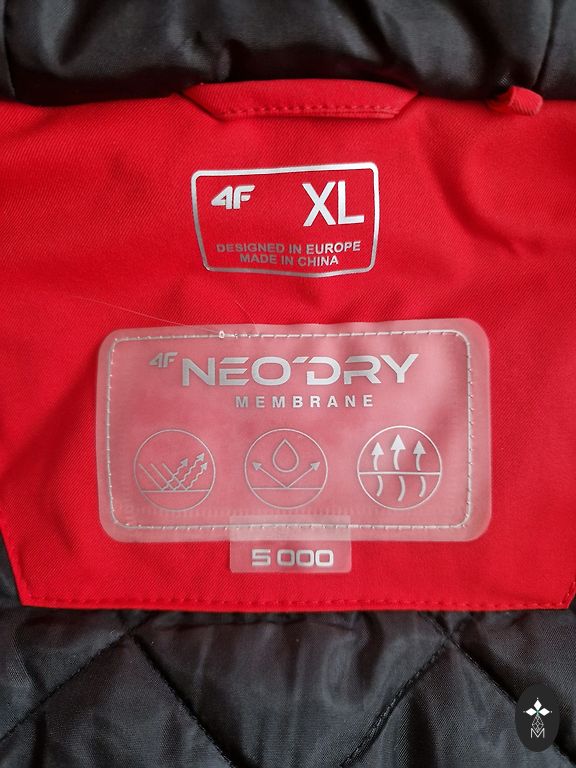 4F XL
DESIGNED IN EUROPE
MADE IN CHINA
4F NEO'DRY
MEMBRANE
5 000
M